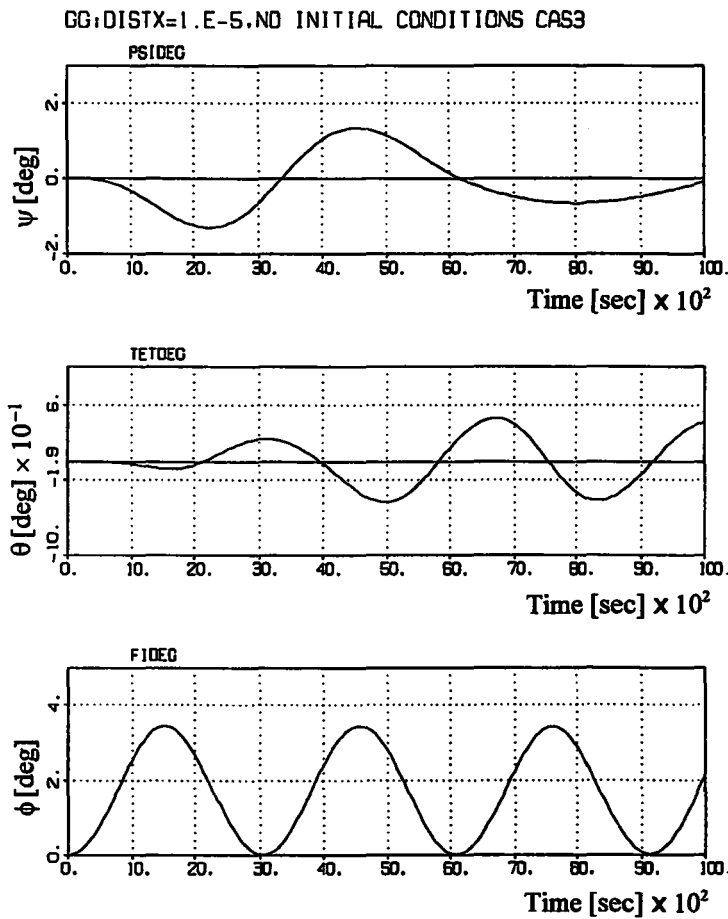 GG:DISTX=1.E-5,NO INITIAL CONDITIONS CAS3
PSIDEG
ψ [deg]
2.
0.
-2.
0. 10. 20. 30. 40. 50. 60. 70. 80. 90. 100.
Time [sec] x 10²
TETDEG
θ [deg] × 10⁻¹
6.
-1.9
-10.
0. 10. 20. 30. 40. 50. 60. 70. 80. 90. 100.
Time [sec] x 10²
FIDEG
ϕ [deg]
4.
2.
0.
0. 10. 20. 30. 40. 50. 60. 70. 80. 90. 100.
Time [sec] x 10²